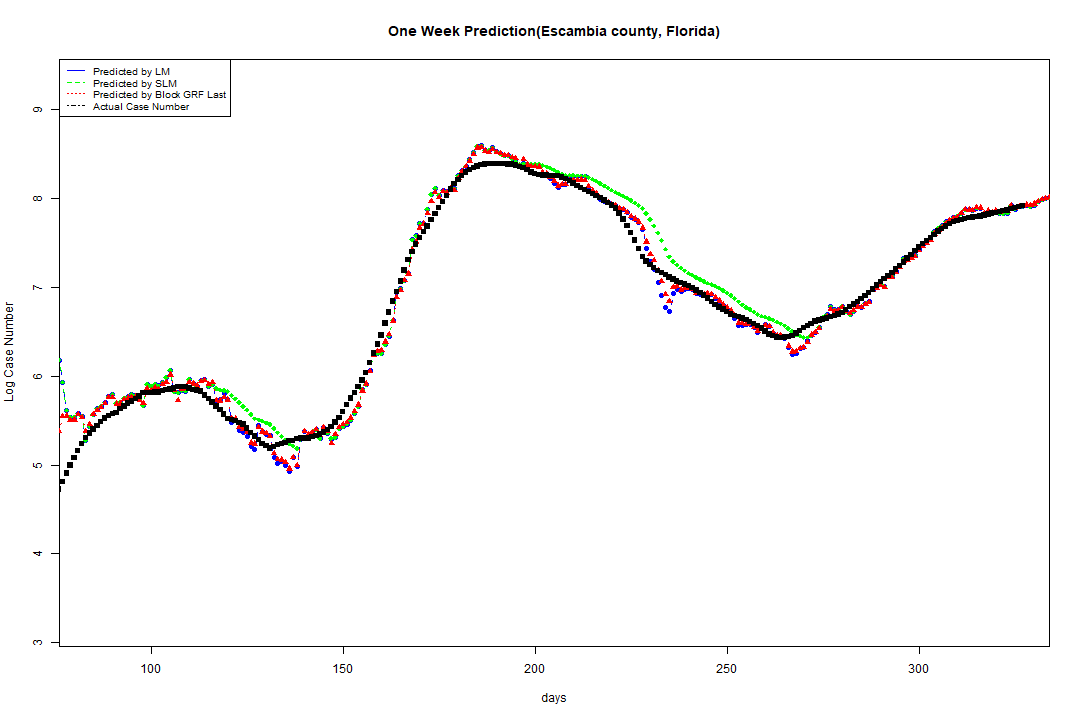 One Week Prediction(Escambia county, Florida)
Predicted by LM
Predicted by SLM
Predicted by Block GRF Last
Actual Case Number
9
8
7
6
5
4
3
Log Case Number
100 150 200 250 300
days